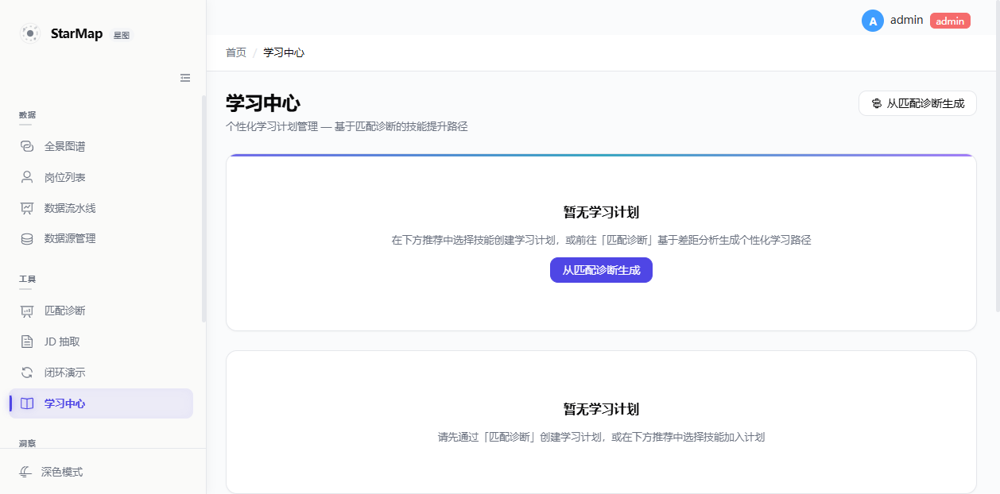 StarMap 星图
A admin admin
首页 / 学习中心
数据
全景图谱
岗位列表
数据流水线
数据源管理
工具
匹配诊断
JD 抽取
闭环演示
学习中心
洞察
深色模式
学习中心
从匹配诊断生成
个性化学习计划管理 — 基于匹配诊断的技能提升路径
暂无学习计划
在下方推荐中选择技能创建学习计划，或前往「匹配诊断」基于差距分析生成个性化学习路径
从匹配诊断生成
暂无学习计划
请先通过「匹配诊断」创建学习计划，或在下方推荐中选择技能加入计划